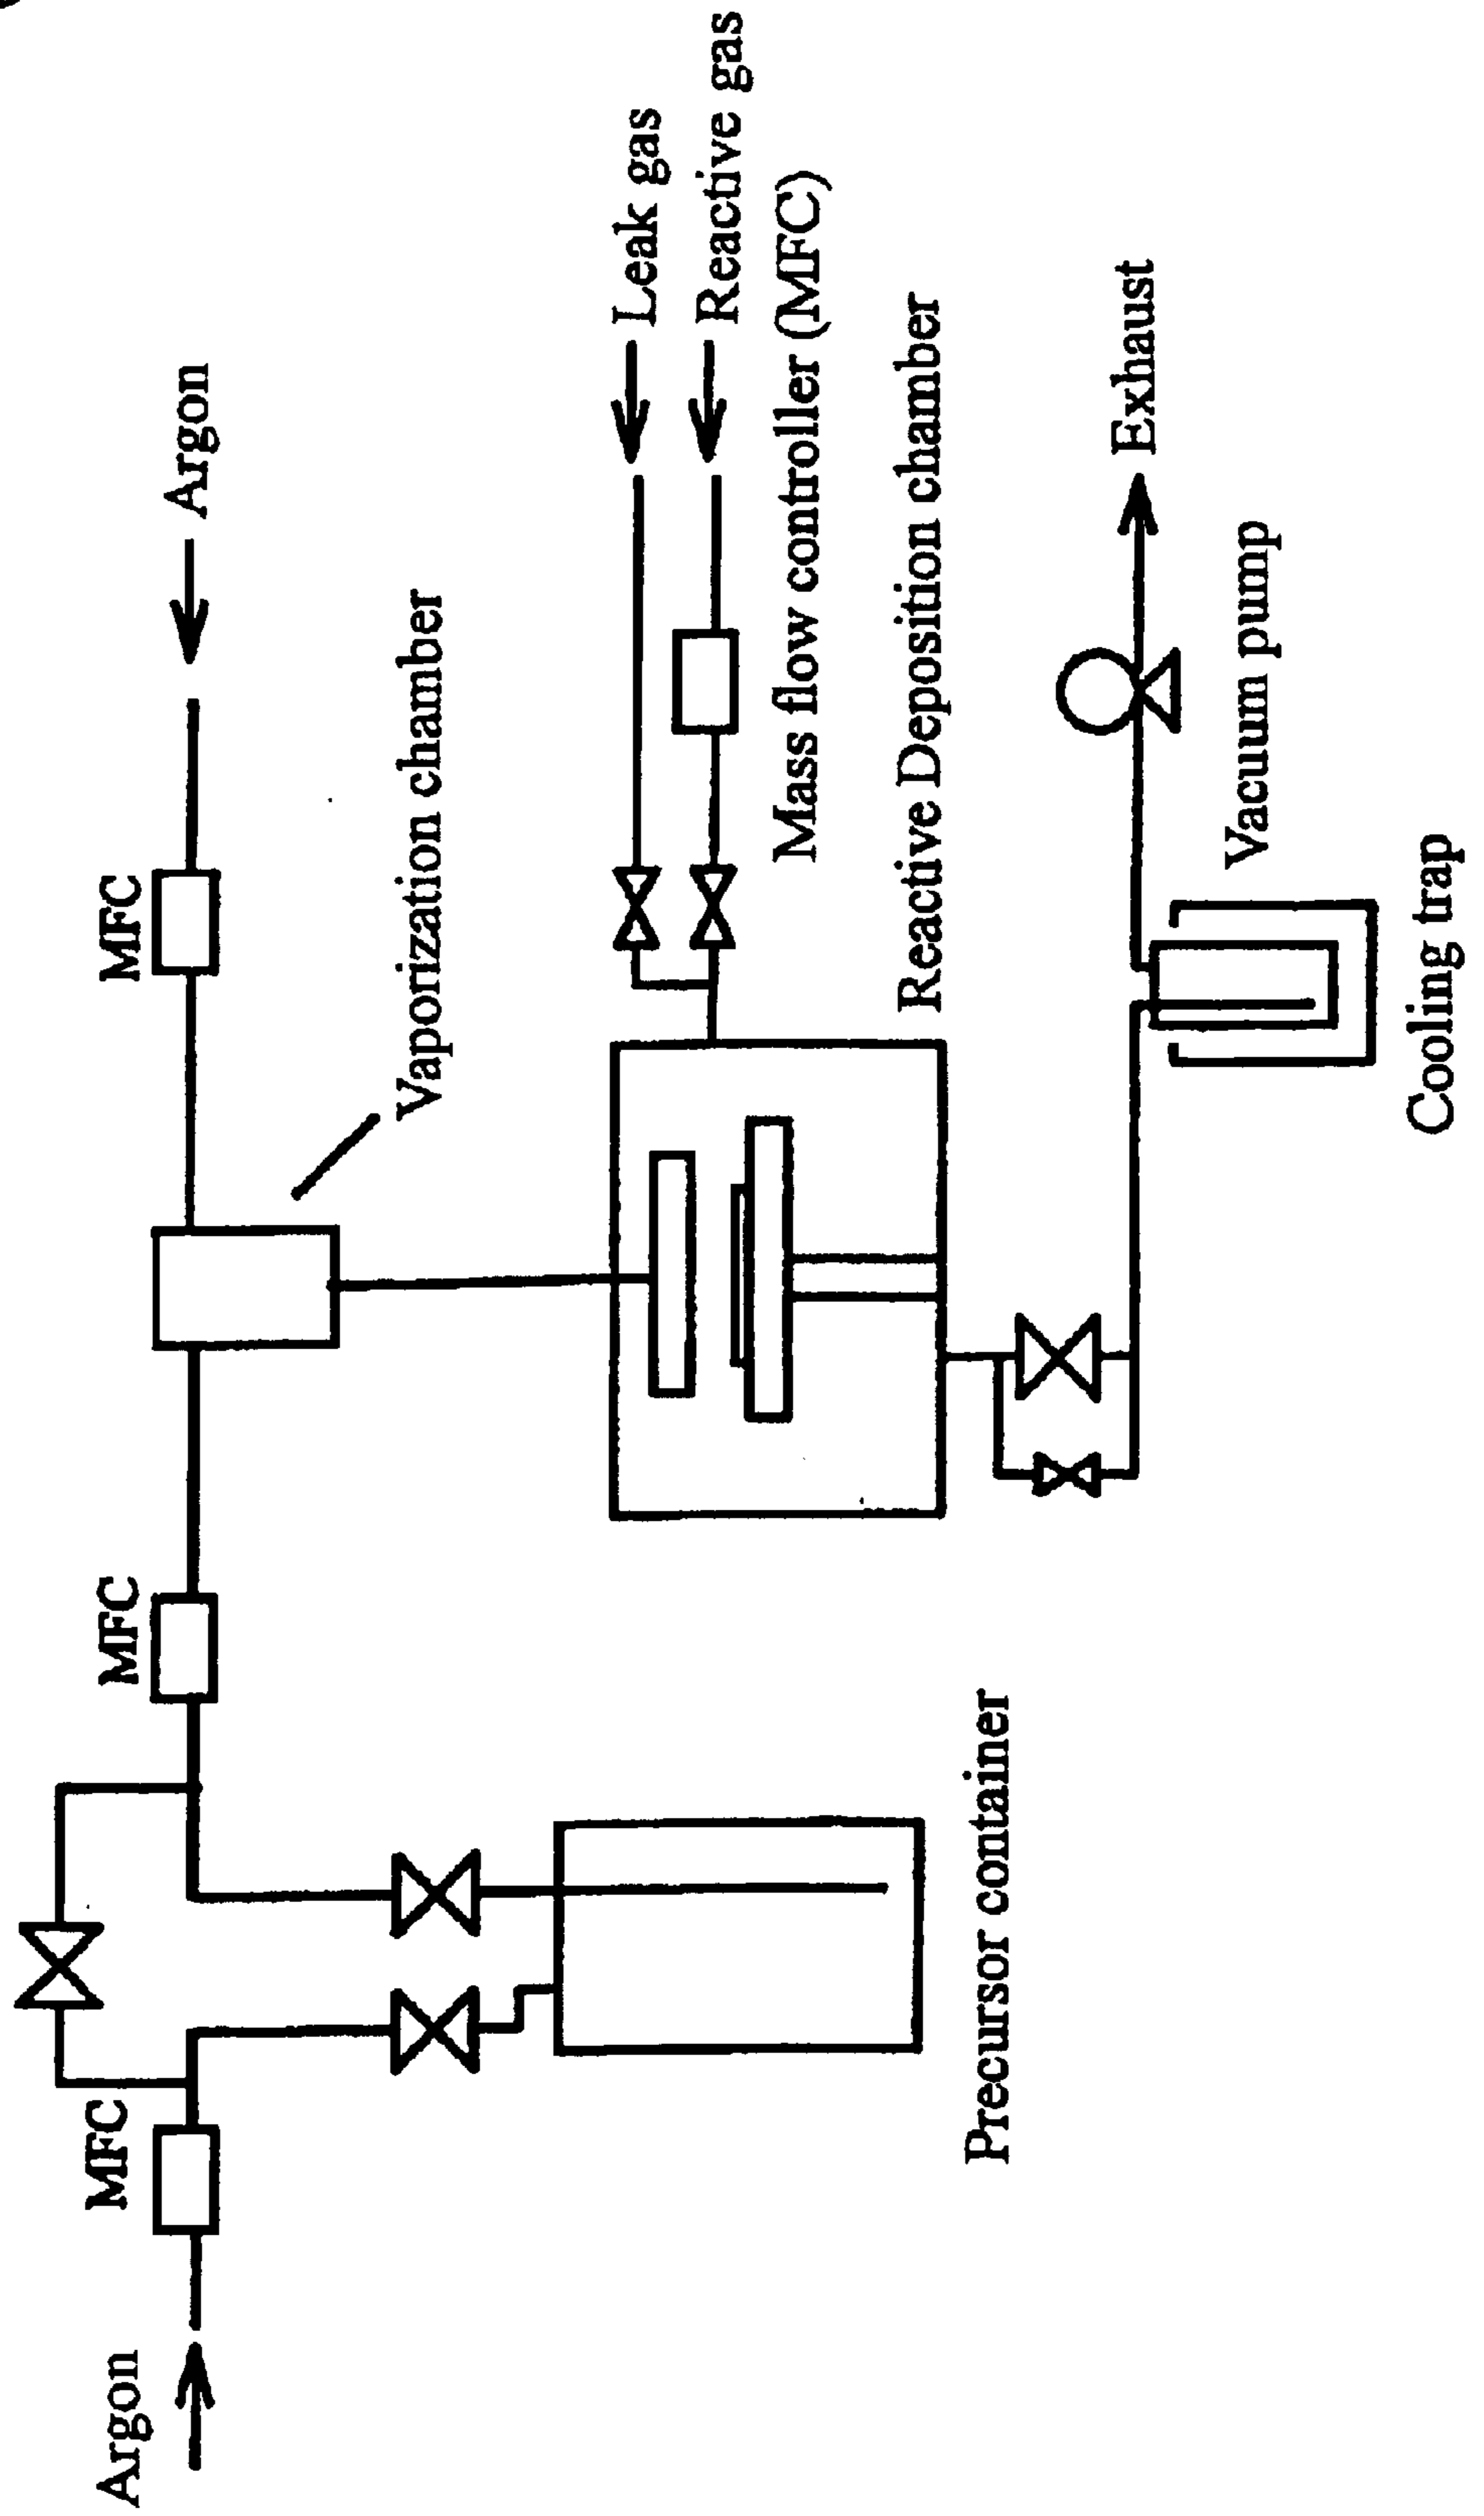 Argon
MFC
MFC
MFC
Argon
Vaporization chamber
Leak gas
Reactive gas
Mass flow controller (MFC)
Reactive Deposition chamber
Precursor container
Exhaust
Vacuum pump
Cooling trap